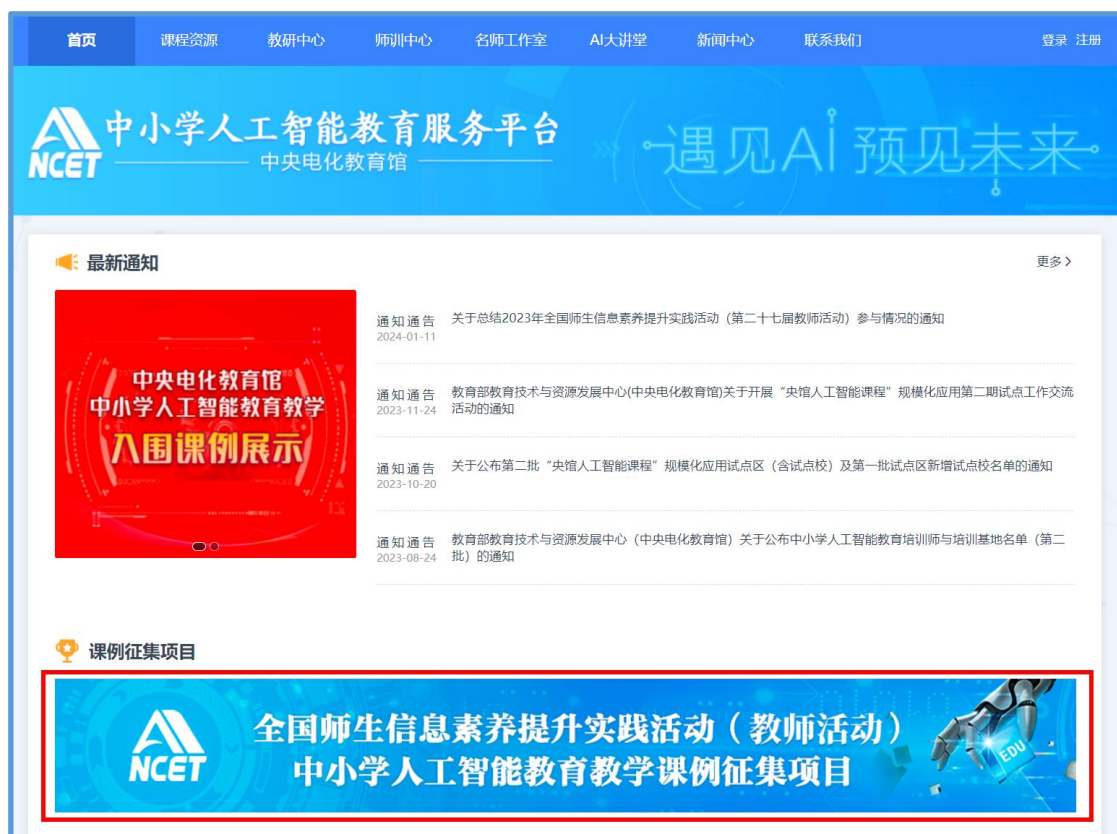 首页 课程资源 教研中心 师训中心 名师工作室 AI大讲堂 新闻中心 联系我们 登录 注册
NCET
中小学人工智能教育服务平台
中央电化教育馆
遇见AI 预见未来
最新通知
更多
中央电化教育馆
中小学人工智能教育教学
入围课例展示
通知通告
2024-01-11
关于总结2023年全国师生信息素养提升实践活动（第二十七届教师活动）参与情况的通知
通知通告
2023-11-24
教育部教育技术与资源发展中心(中央电化教育馆)关于开展“央馆人工智能课程”规模化应用第二期试点工作交流
活动的通知
通知通告
2023-10-20
关于公布第二批“央馆人工智能课程”规模化应用试点区（含试点校）及第一批试点区新增试点校名单的通知
通知通告
2023-08-24
教育部教育技术与资源发展中心（中央电化教育馆）关于公布中小学人工智能教育培训师与培训基地名单（第二
批）的通知
课例征集项目
NCET
全国师生信息素养提升实践活动（教师活动）
中小学人工智能教育教学课例征集项目
EDU